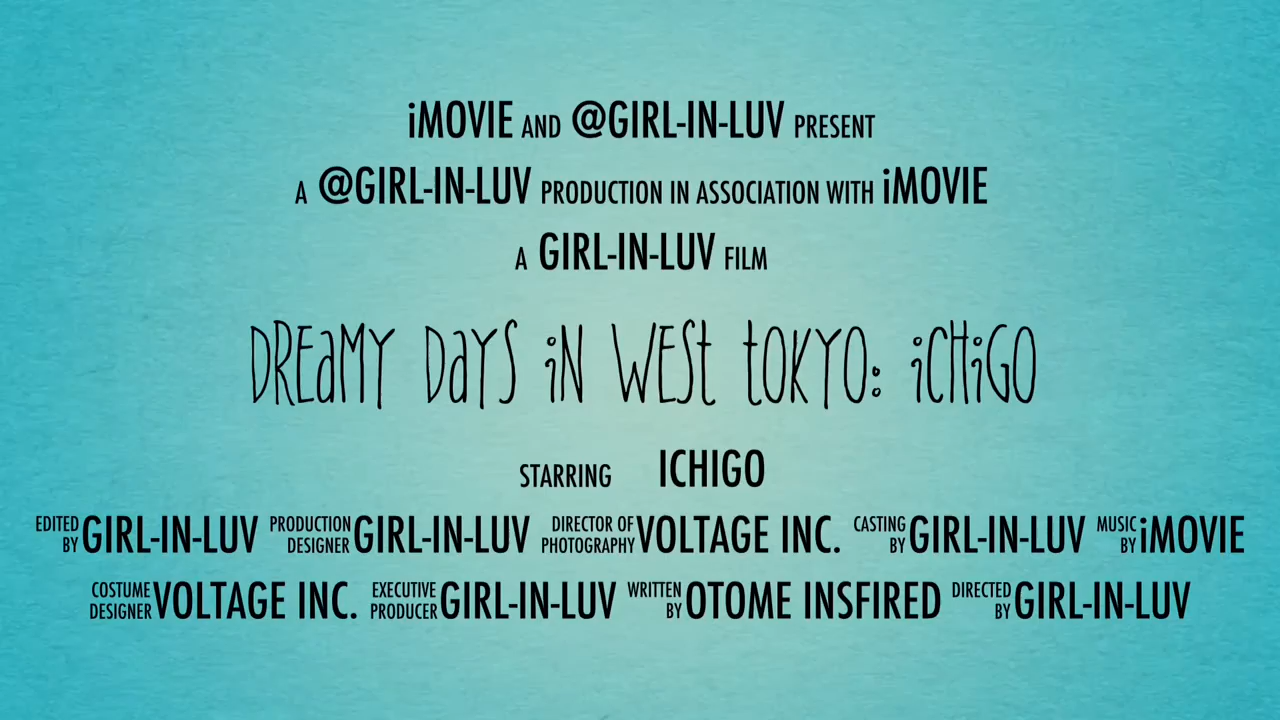 iMOVIE AND @GIRL-IN-LUV PRESENT
A @GIRL-IN-LUV PRODUCTION IN ASSOCIATION WITH iMOVIE
A GIRL-IN-LUV FILM
DREaMY DaYS iN WESt tOKYO: iCHiGO
STARRING ICHIGO
EDITED BY GIRL-IN-LUV PRODUCTION DESIGNER GIRL-IN-LUV DIRECTOR OF PHOTOGRAPHY VOLTAGE INC. CASTING BY GIRL-IN-LUV MUSIC BY iMOVIE
COSTUME DESIGNER VOLTAGE INC. EXECUTIVE PRODUCER GIRL-IN-LUV WRITTEN BY OTOME INSFIRED DIRECTED BY GIRL-IN-LUV